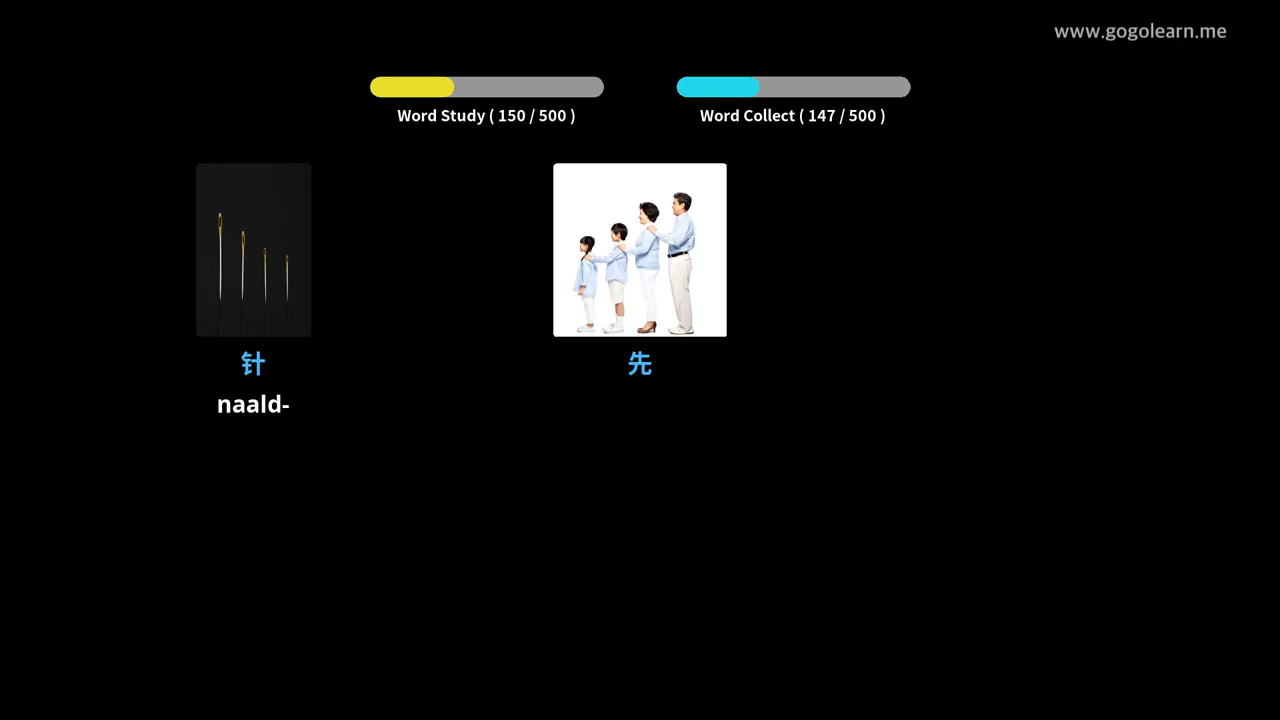 www.gogolearn.me
Word Study ( 150 / 500 )
Word Collect ( 147 / 500 )
针
先
naald-